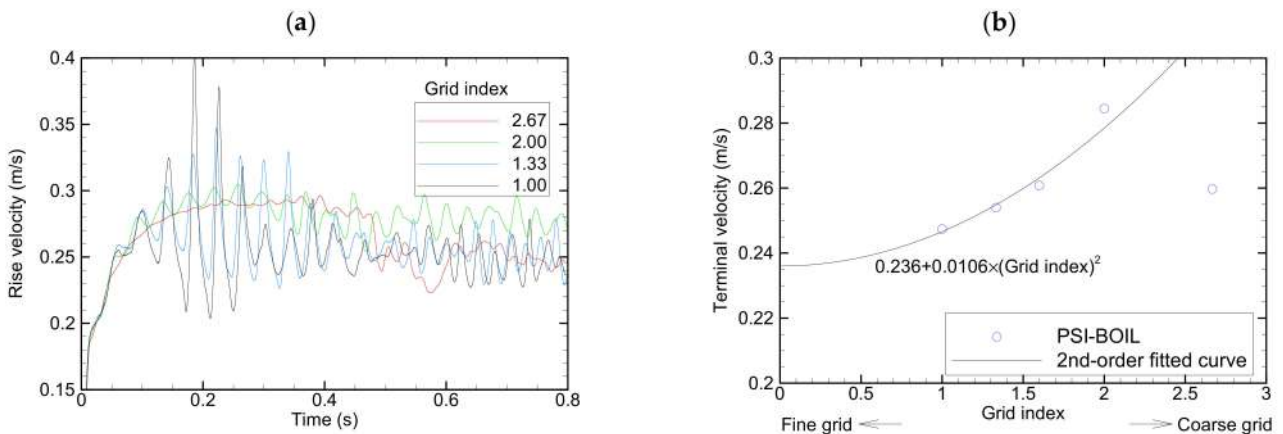 (a)
0.4
0.35
0.3
0.25
0.2
0.15
Rise velocity (m/s)
Grid index
2.67
2.00
1.33
1.00
0 0.2 0.4 0.6 0.8
Time (s)
(b)
0.3
0.28
0.26
0.24
0.22
0.2
Terminal velocity (m/s)
0.236+0.0106×(Grid index)²
PSI-BOIL
2nd-order fitted curve
0 0.5 1 1.5 2 2.5 3
Grid index
Fine grid
Coarse grid